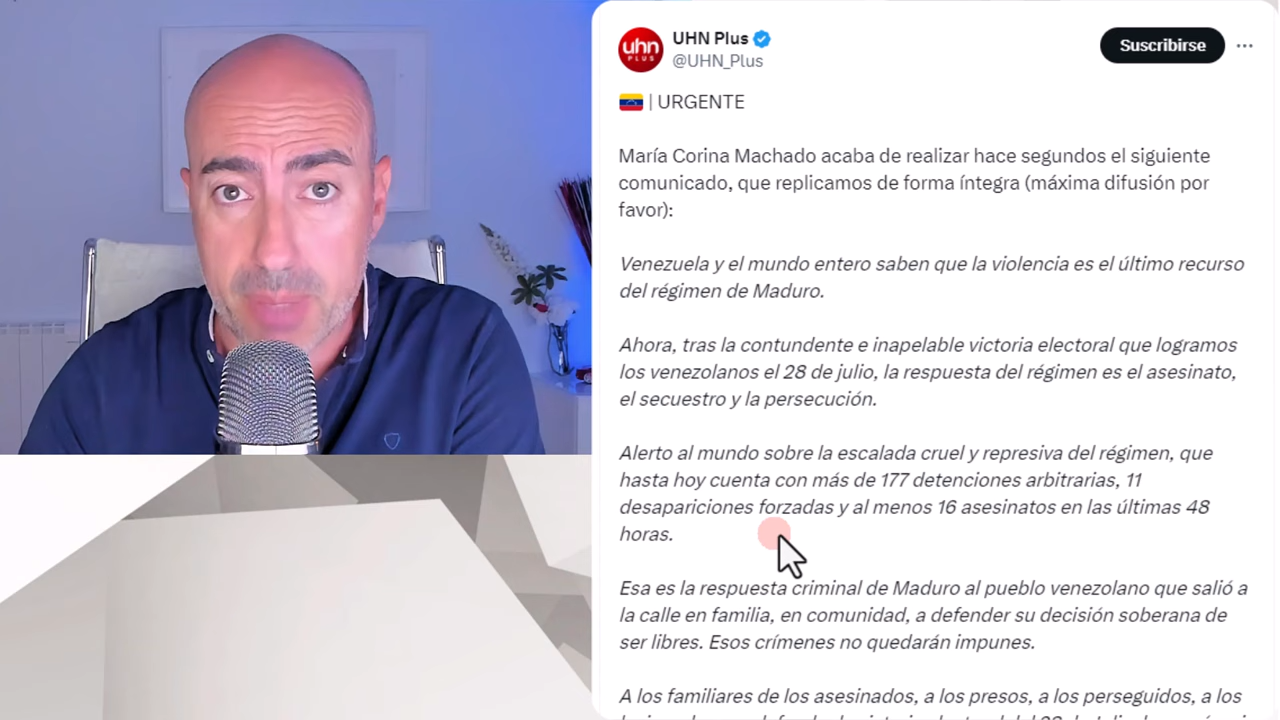 uhn
PLUS
UHN Plus
@UHN_Plus
Suscribirse
| URGENTE
María Corina Machado acaba de realizar hace segundos el siguiente
comunicado, que replicamos de forma íntegra (máxima difusión por
favor):
Venezuela y el mundo entero saben que la violencia es el último recurso
del régimen de Maduro.
Ahora, tras la contundente e inapelable victoria electoral que logramos
los venezolanos el 28 de julio, la respuesta del régimen es el asesinato,
el secuestro y la persecución.
Alerto al mundo sobre la escalada cruel y represiva del régimen, que
hasta hoy cuenta con más de 177 detenciones arbitrarias, 11
desapariciones forzadas y al menos 16 asesinatos en las últimas 48
horas.
Esa es la respuesta criminal de Maduro al pueblo venezolano que salió a
la calle en familia, en comunidad, a defender su decisión soberana de
ser libres. Esos crímenes no quedarán impunes.
A los familiares de los asesinados, a los presos, a los perseguidos, a los